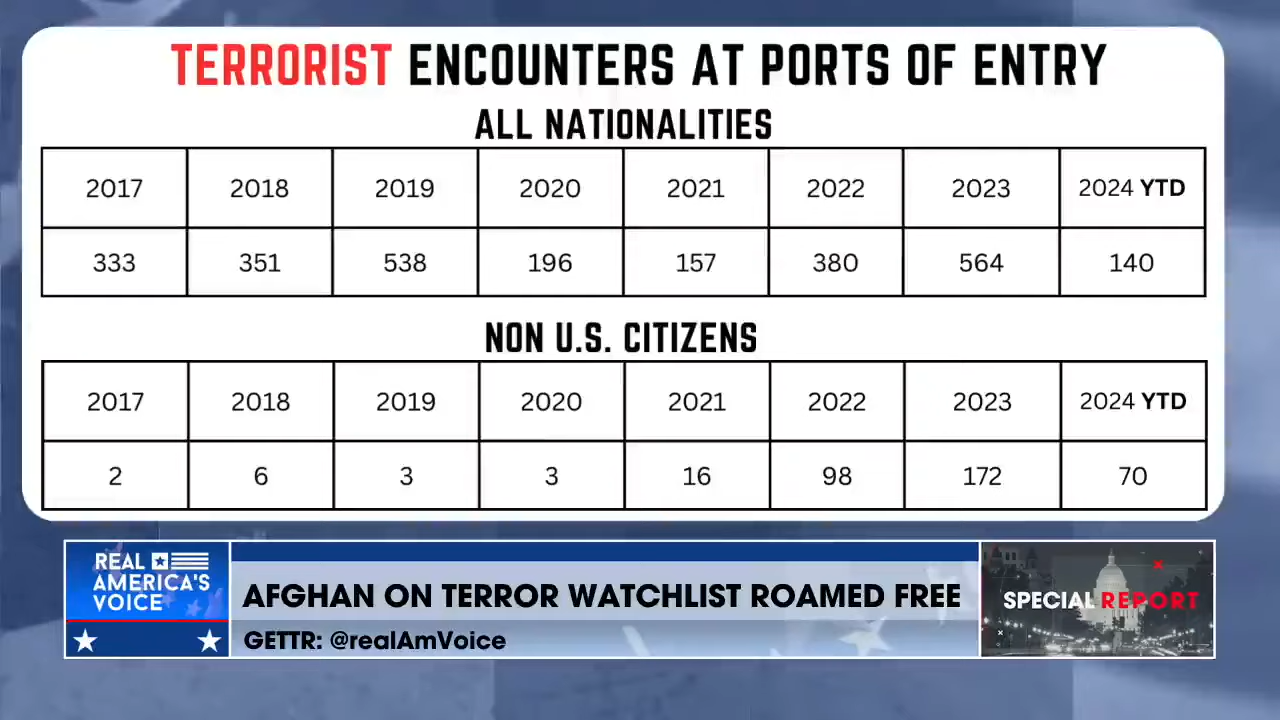 TERRORIST ENCOUNTERS AT PORTS OF ENTRY
ALL NATIONALITIES
2017 2018 2019 2020 2021 2022 2023 2024 YTD
333 351 538 196 157 380 564 140
NON U.S. CITIZENS
2017 2018 2019 2020 2021 2022 2023 2024 YTD
2 6 3 3 16 98 172 70
REAL
AMERICA'S
VOICE
AFGHAN ON TERROR WATCHLIST ROAMED FREE
GETTR: @realAmVoice
SPECIAL REPORT